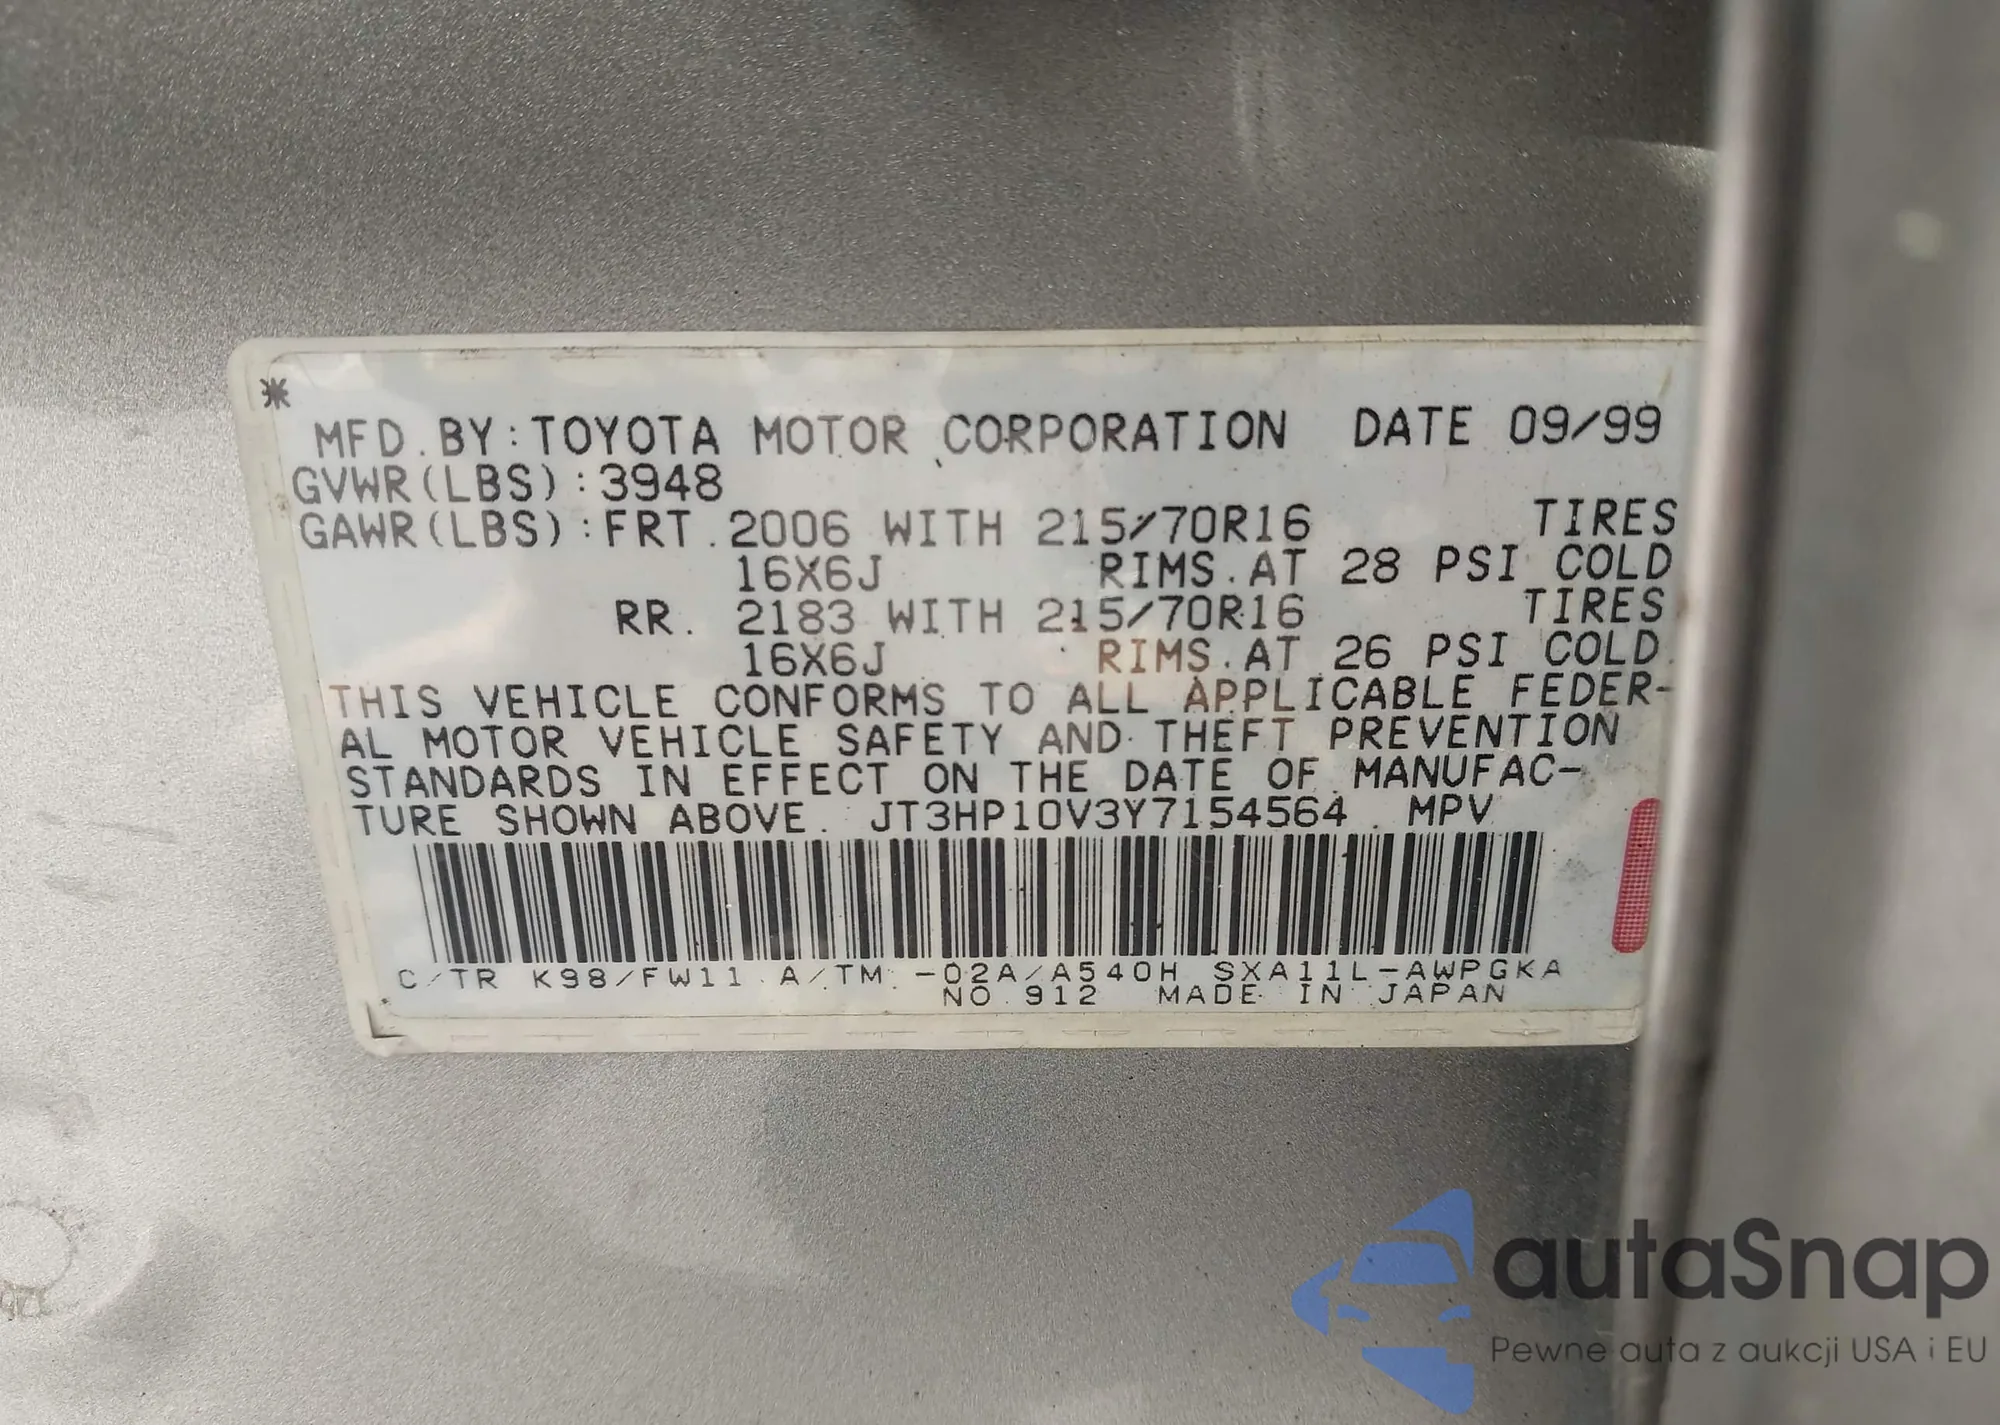 *
MFD. BY: TOYOTA MOTOR CORPORATION DATE 09/99
GVWR(LBS):3948
GAWR(LBS):FRT. 2006 WITH 215/70R16 TIRES
16X6J RIMS. AT 28 PSI COLD
RR. 2183 WITH 215/70R16 TIRES
16X6J RIMS. AT 26 PSI COLD.
THIS VEHICLE CONFORMS TO ALL APPLICABLE FEDER-
AL MOTOR VEHICLE SAFETY AND THEFT PREVENTION
STANDARDS IN EFFECT ON THE DATE OF MANUFAC-
TURE SHOWN ABOVE. JT3HP10V3Y7154564. MPV
C/TR K98/FW11 A/TM -02A/A540H SXA11L-AWPGKA
NO.912 MADE IN JAPAN
autaSnap
Pewne auta z aukcji USA i EU